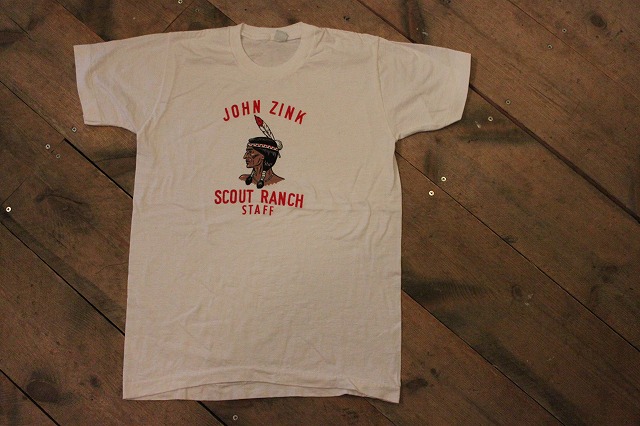 JOHN ZINK
SCOUT RANCH
STAFF